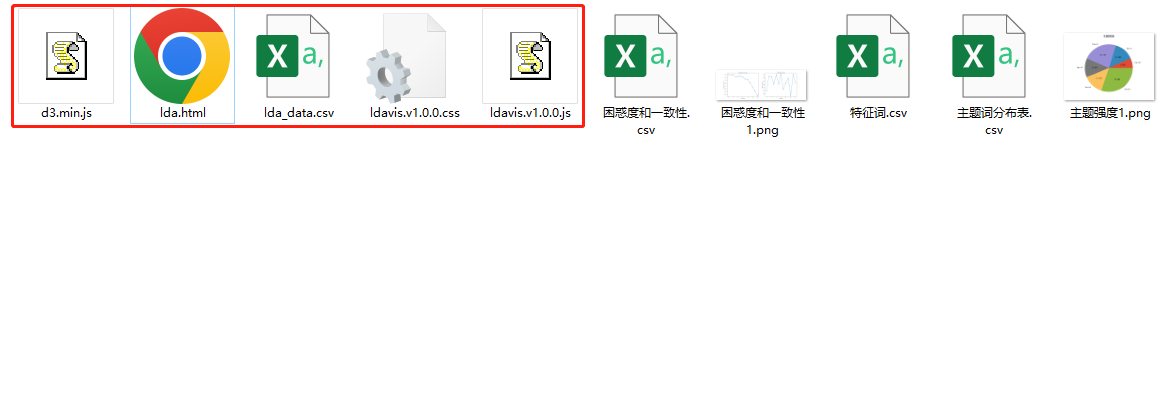 d3.min.js
lda.html
lda_data.csv
ldavis.v1.0.0.css
ldavis.v1.0.0.js
困惑度和一致性.
csv
困惑度和一致性
1.png
特征词.csv
主题词分布表.
csv
主题强度1.png